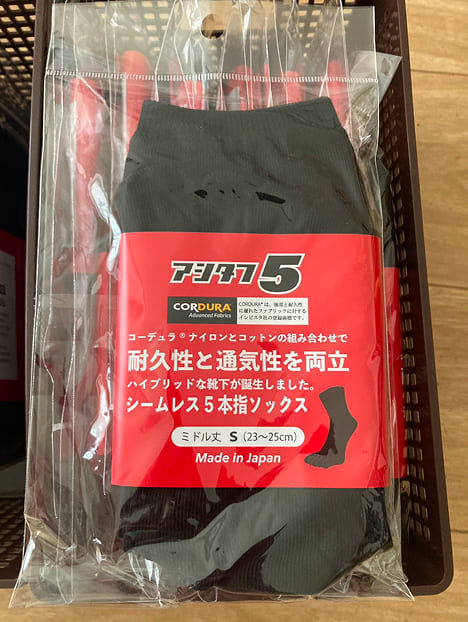 アシタフ5
CORDURA®
Advanced Fabrics
CORDURA®は、強度と耐久性
に優れたファブリックに対する
インビスタ社の登録商標です。
コーデュラ®ナイロンとコットンの組み合わせで
耐久性と通気性を両立
ハイブリッドな靴下が誕生しました。
シームレス5本指ソックス
ミドル丈 S（23〜25cm）
Made in Japan